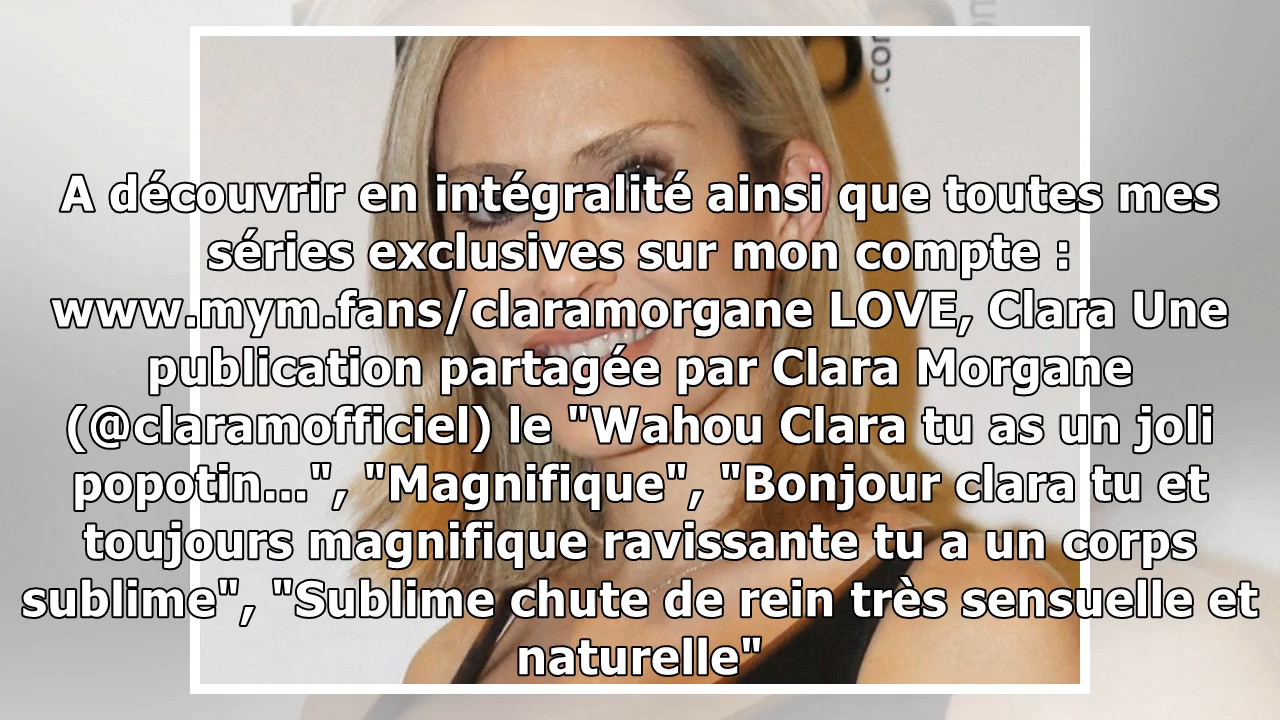 .com
A découvrir en intégralité ainsi que toutes mes
séries exclusives sur mon compte :
www.mym.fans/claramorgane LOVE, Clara Une
publication partagée par Clara Morgane
(@claramofficiel) le "Wahou Clara tu as un joli
popotin...", "Magnifique", "Bonjour clara tu et
toujours magnifique ravissante tu a un corps
sublime", "Sublime chute de rein très sensuelle et
naturelle"